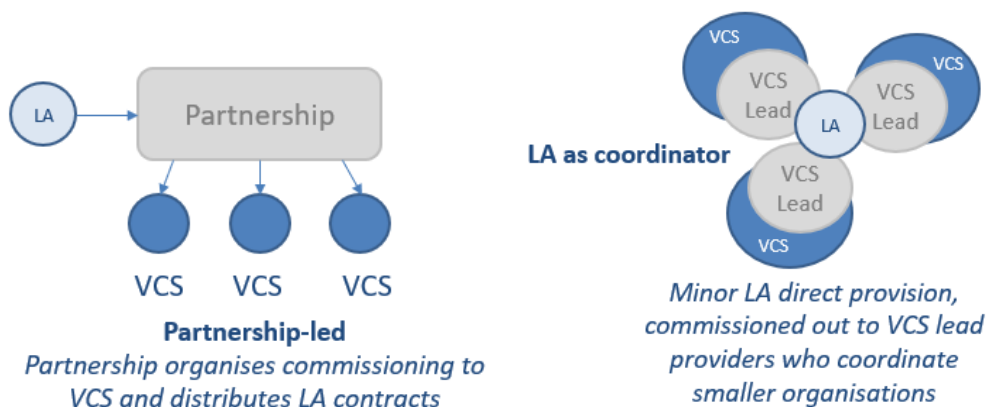 LA
Partnership
VCS
VCS
VCS
Partnership-led
Partnership organises commissioning to
VCS and distributes LA contracts
VCS
VCS
Lead
VCS
VCS
Lead
LA
LA as coordinator
VCS
Lead
VCS
Minor LA direct provision,
commissioned out to VCS lead
providers who coordinate
smaller organisations